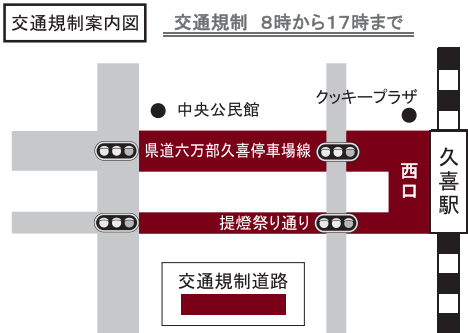 交通規制案内図
交通規制 8時から17時まで
クッキープラザ
中央公民館
県道六万部久喜停車場線
西口
久喜駅
提燈祭り通り
交通規制道路